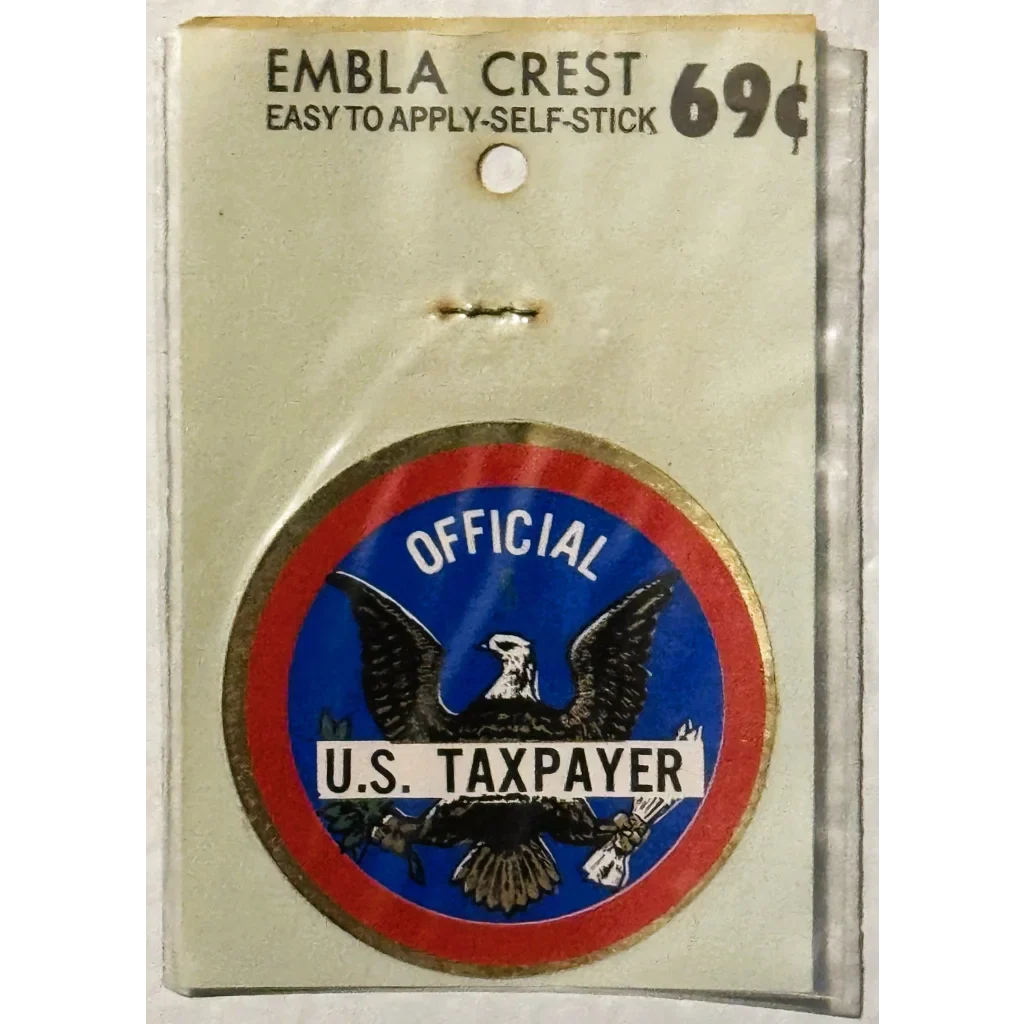 EMBLA CREST 69¢
EASY TO APPLY-SELF-STICK
OFFICIAL
U.S. TAXPAYER